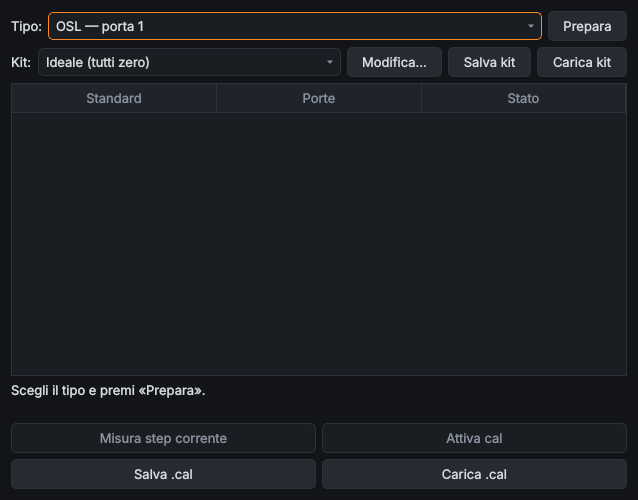 Tipo: OSL — porta 1 Prepara
Kit: Ideale (tutti zero) Modifica... Salva kit Carica kit
Standard Porte Stato
Scegli il tipo e premi «Prepara».
Misura step corrente Attiva cal
Salva .cal Carica .cal